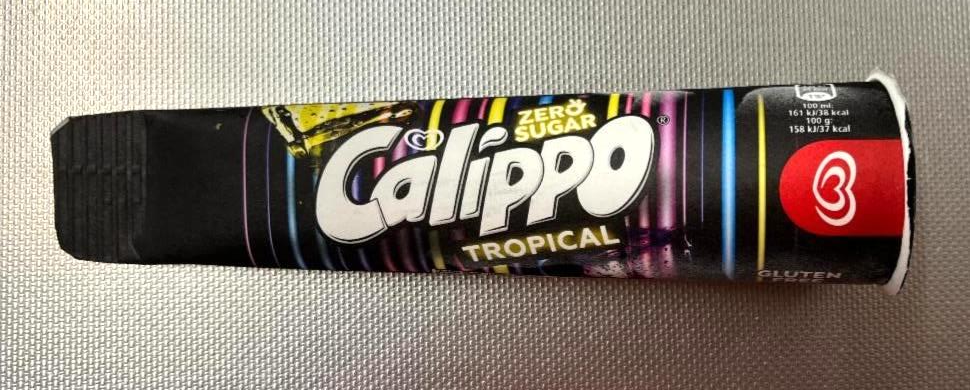 ZERO
SUGAR
Calippo®
TROPICAL
100 ml:
161 kJ/38 kcal
100 g:
158 kJ/37 kcal
GLUTEN
FREE